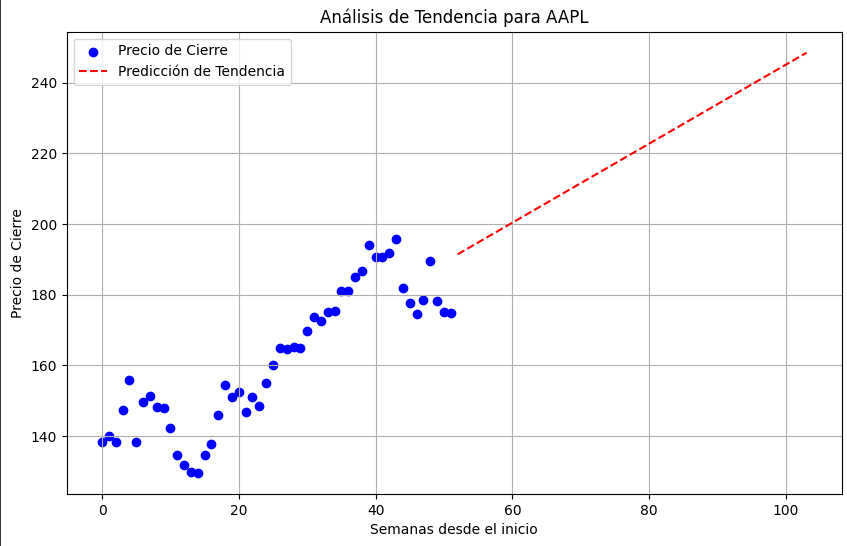 Análisis de Tendencia para AAPL
Precio de Cierre
Predicción de Tendencia
Precio de Cierre
240
220
200
180
160
140
0 20 40 60 80 100
Semanas desde el inicio